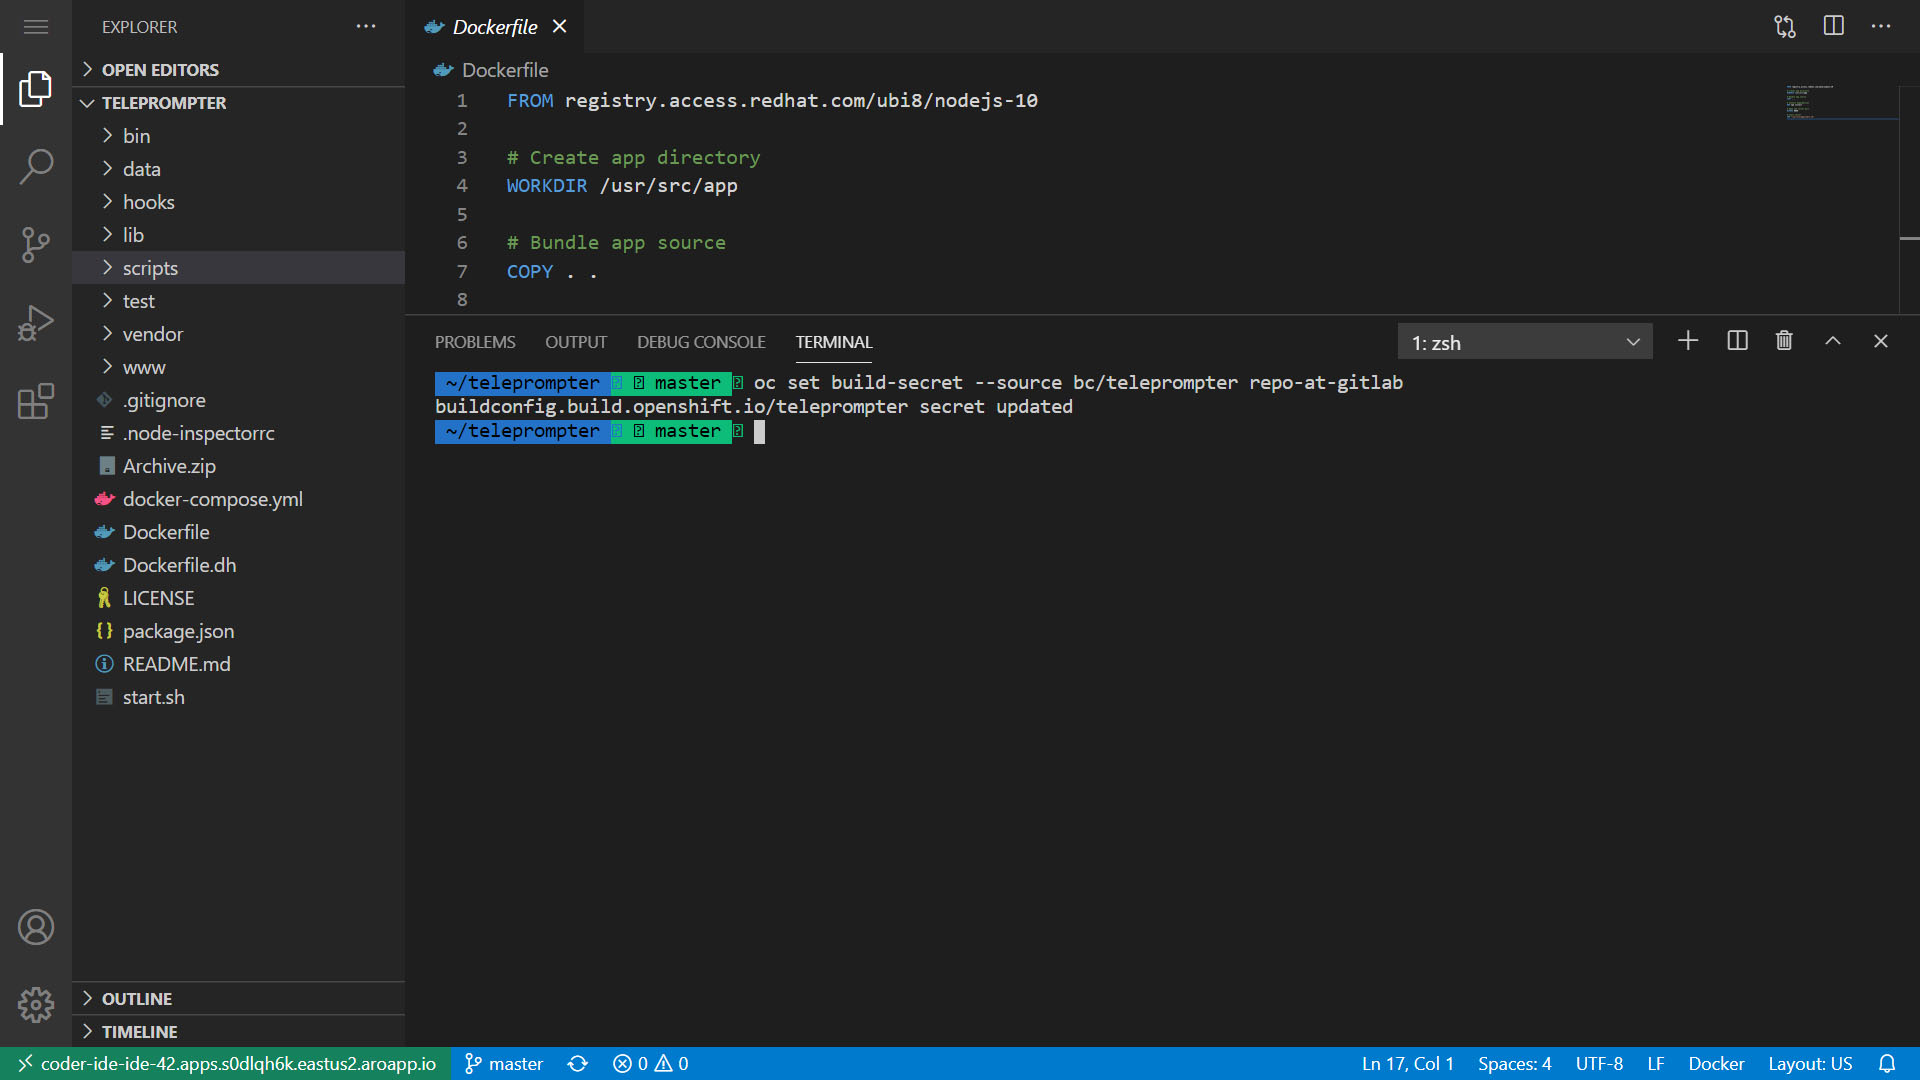 EXPLORER
OPEN EDITORS
TELEPROMPTER
bin
data
hooks
lib
scripts
test
vendor
www
.gitignore
.node-inspectorrc
Archive.zip
docker-compose.yml
Dockerfile
Dockerfile.dh
LICENSE
package.json
README.md
start.sh
OUTLINE
TIMELINE
Dockerfile
Dockerfile
1 FROM registry.access.redhat.com/ubi8/nodejs-10
2
3 # Create app directory
4 WORKDIR /usr/src/app
5
6 # Bundle app source
7 COPY . .
8
PROBLEMS OUTPUT DEBUG CONSOLE TERMINAL 1: zsh
~/teleprompter master oc set build-secret --source bc/teleprompter repo-at-gitlab
buildconfig.build.openshift.io/teleprompter secret updated
~/teleprompter master
coder-ide-ide-42.apps.s0dlqh6k.eastus2.aroapp.io master 0 0 Ln 17, Col 1 Spaces: 4 UTF-8 LF Docker Layout: US